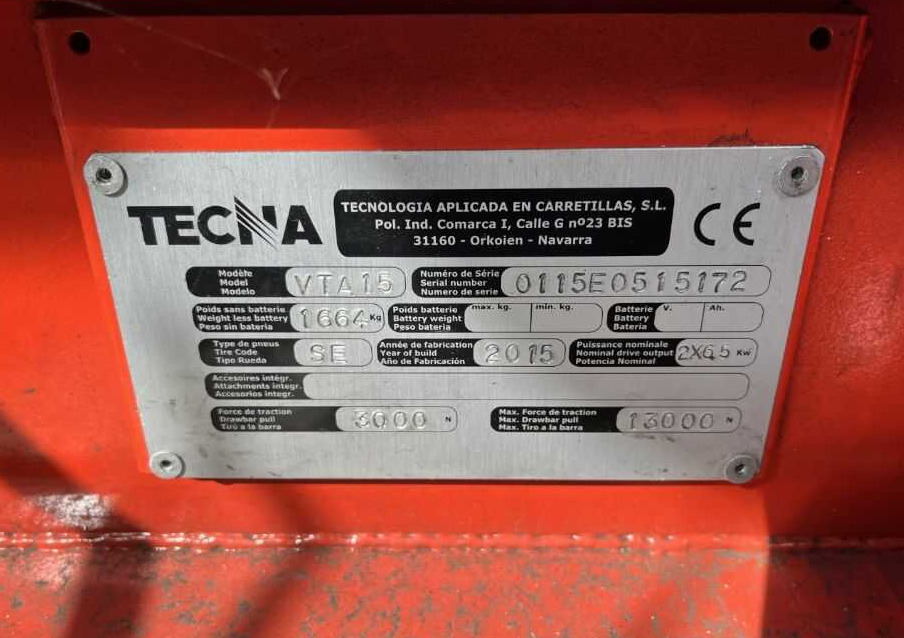 TECNA
TECNOLOGIA APLICADA EN CARRETILLAS, S.L.
Pol. Ind. Comarca I, Calle G nº23 BIS
31160 - Orkoien - Navarra
CE
Modèle
Model
Modelo
VTA15
Numéro de Série
Serial number
Numero de serie
0115E0515172
Poids sans batterie
Weight less battery
Peso sin bateria
1664 Kg
Poids batterie
Battery weight
Peso bateria
max. kg.
min. kg.
Batterie
Battery
Batería
V.
Ah.
Type de pneus
Tire Code
Tipo Rueda
SE
Année de fabrication
Year of build
Año de Fabricación
2015
Puissance nominale
Nominal drive output
Potencia Nominal
2X6,5 Kw
Accesoires intégr.
Attachments integr.
Accesorios integr.
Force de traction
Drawbar pull
Tiro a la barra
3000 N
Max. Force de traction
Max. Drawbar pull
Max. Tiro a la barra
13000 N